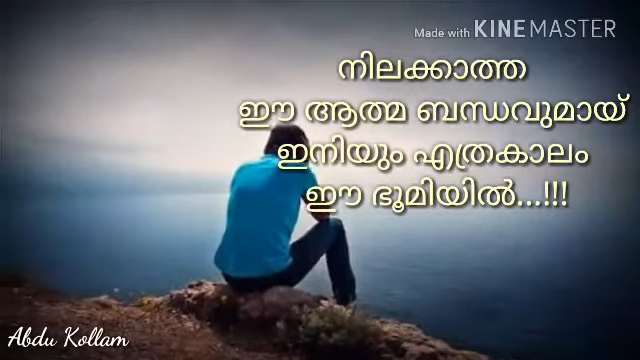 Made with KINEMASTER
നിലക്കാത്ത
ഈ ആത്മ ബന്ധവുമായ്
ഇനിയും എത്രകാലം
ഈ ഭൂമിയിൽ...!!!
Abdu Kollam